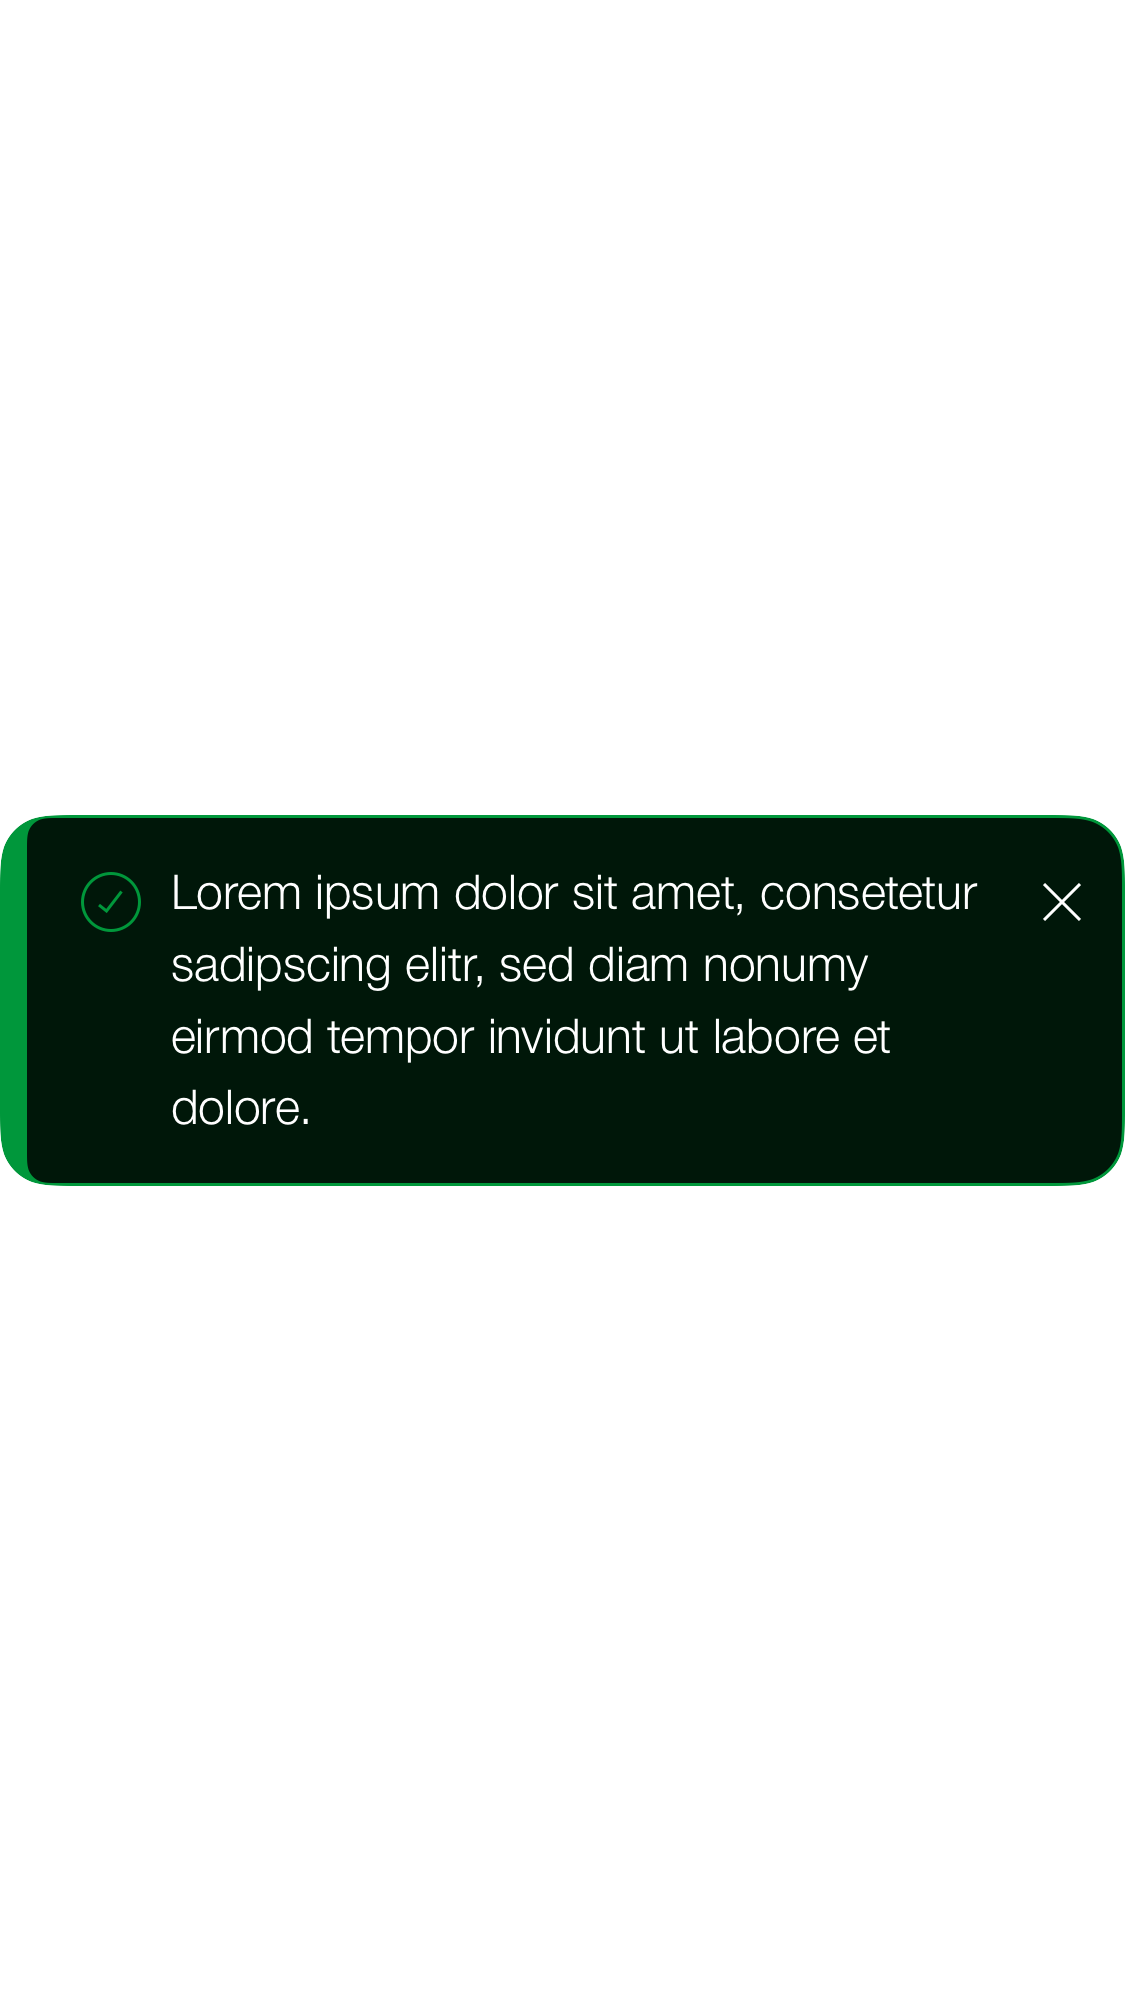 Lorem ipsum dolor sit amet, consetetur
sadipscing elitr, sed diam nonumy
eirmod tempor invidunt ut labore et
dolore.